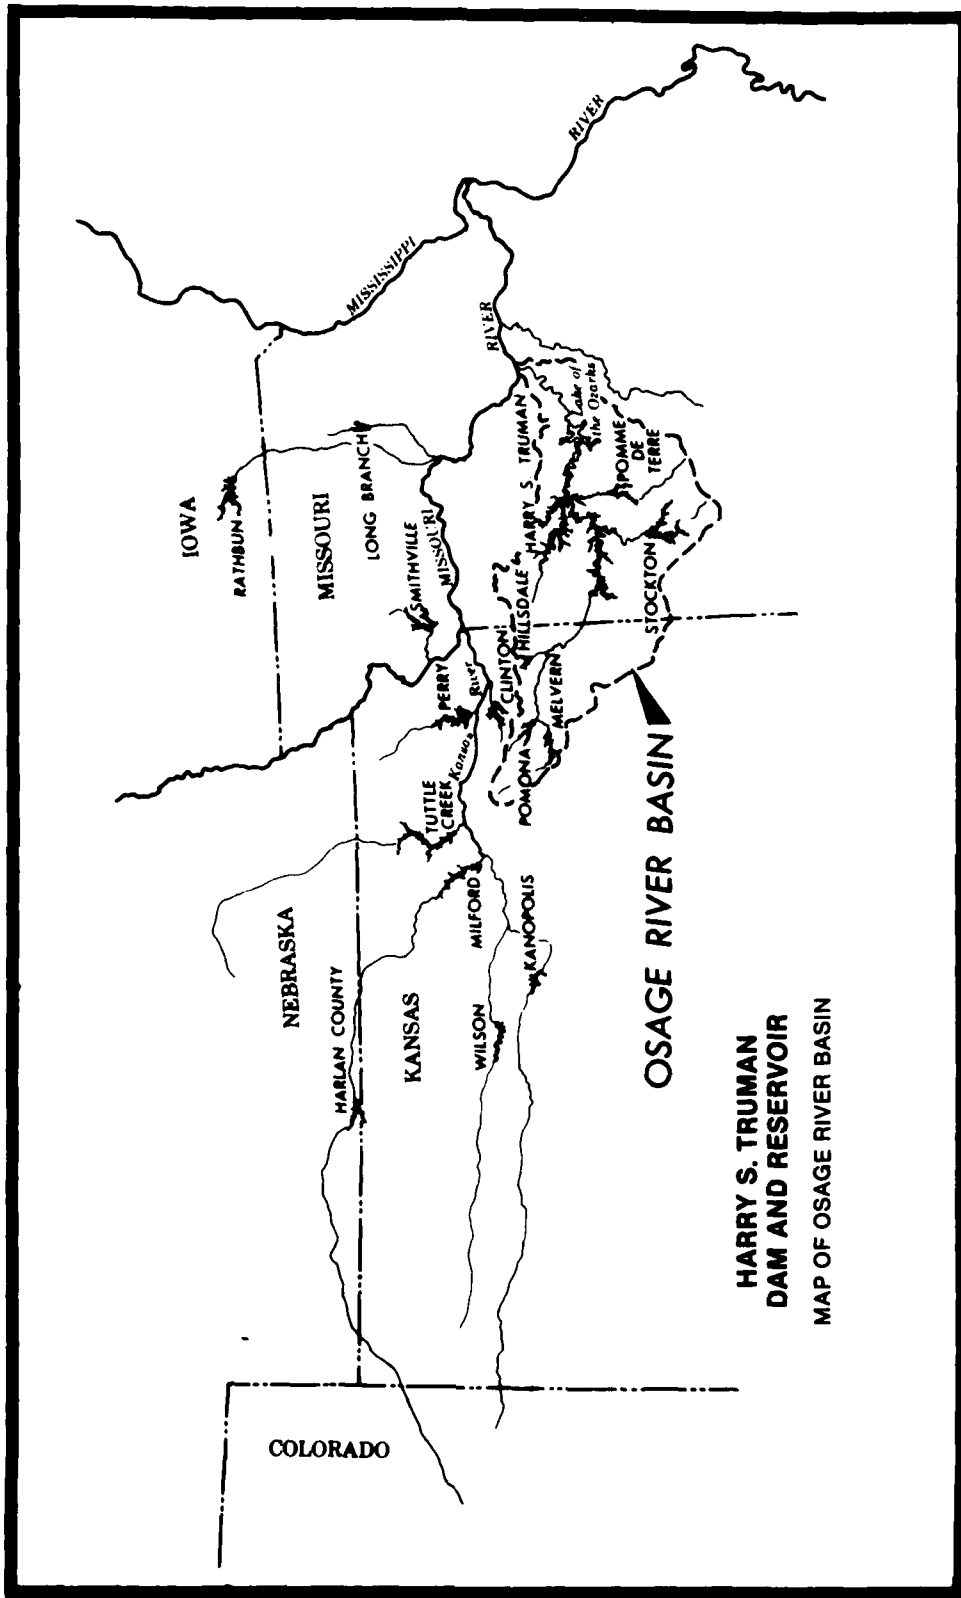 IOWA
RATHBUN
MISSOURI
LONG BRANCH
SMITHVILLE
MISSOURI
RIVER
MISSISSIPPI
RIVER
NEBRASKA
HARLAN COUNTY
KANSAS
TUTTLE
CREEK
PERRY
Kansas
River
MILFORD
WILSON
KANOPOLIS
CLINTON
HILLSDALE
POMONA
MELVERN
HARRY S. TRUMAN
Lake of
the Ozarks
POMME
DE
TERRE
STOCKTON
COLORADO
OSAGE RIVER BASIN
HARRY S. TRUMAN
DAM AND RESERVOIR
MAP OF OSAGE RIVER BASIN